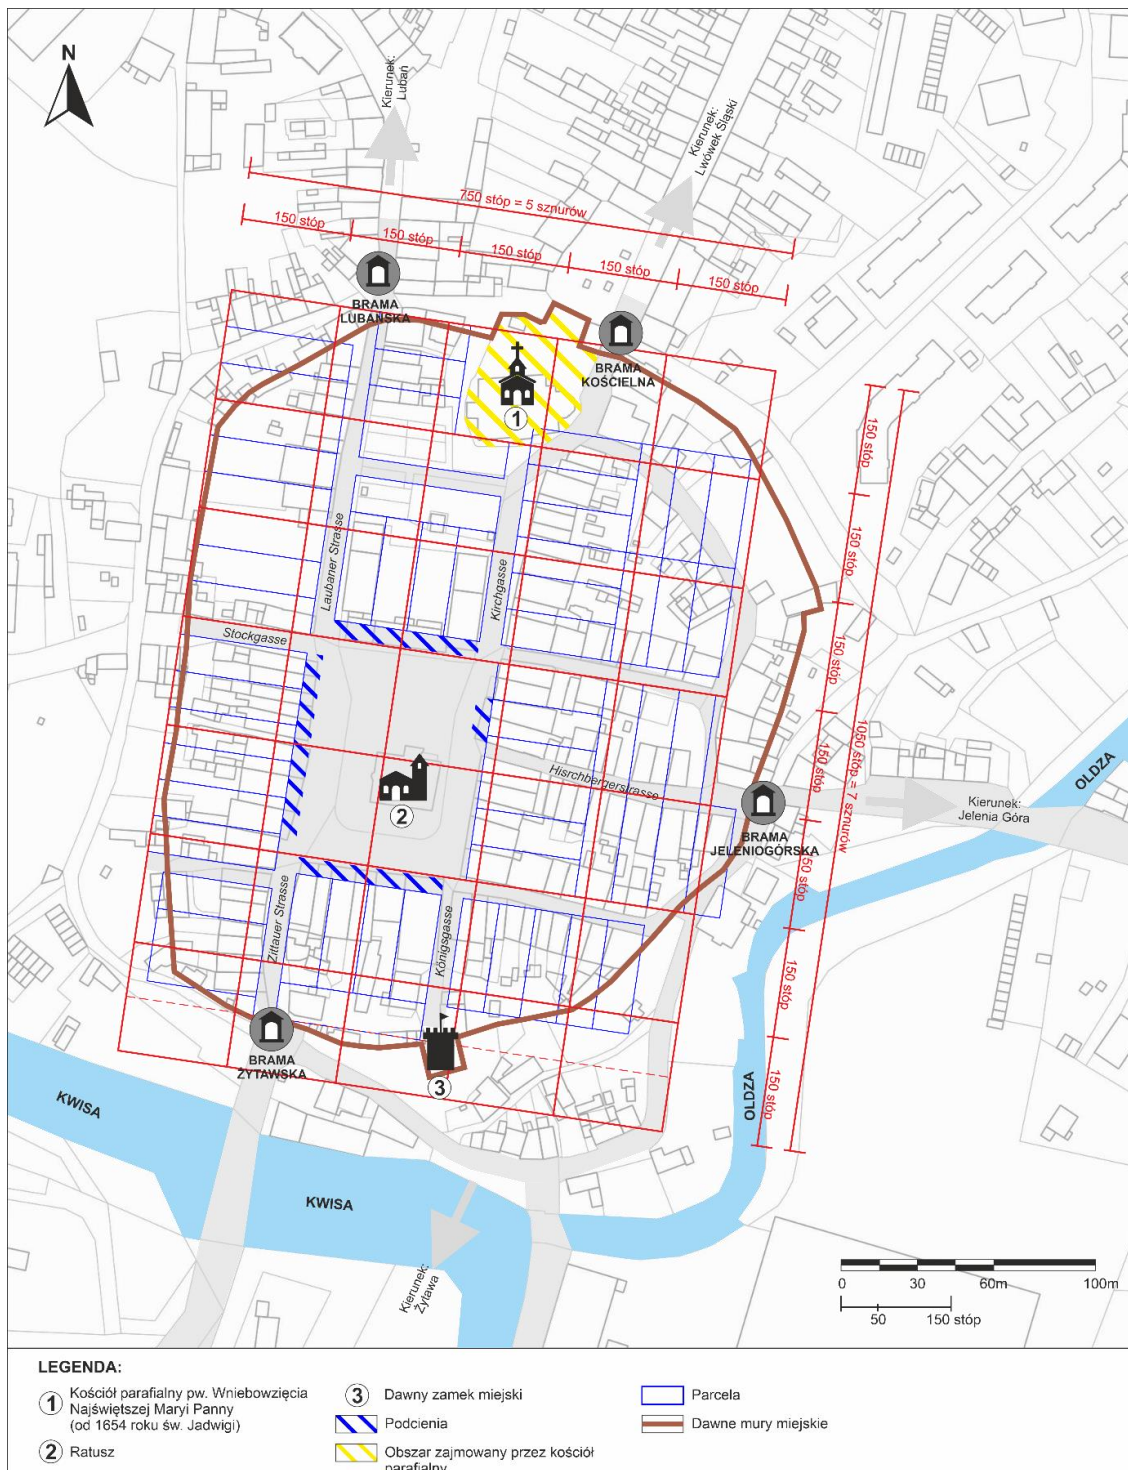 N
Kierunek:
Lubań
Kierunek:
Lwówek Śląski
750 stóp = 5 sznurów
150 stóp
150 stóp
150 stóp
150 stóp
150 stóp
BRAMA
LUBAŃSKA
BRAMA
KOŚCIELNA
1
150 stóp
150 stóp
150 stóp
150 stóp
150 stóp
150 stóp
150 stóp
1050 stóp = 7 sznurów
Laubaner Strasse
Kirchgasse
Stockgasse
Hisrchbergerstrasse
2
BRAMA
JELENIOGÓRSKA
Kierunek:
Jelenia Góra
OLDZA
Zittauer Strasse
Königsgasse
BRAMA
ŻYTAWSKA
3
OLDZA
KWISA
KWISA
Kierunek:
Żytawa
0 30 60m 100m
50 150 stóp
LEGENDA:
1 Kościół parafialny pw. Wniebowzięcia
Najświętszej Maryi Panny
(od 1654 roku św. Jadwigi)
2 Ratusz
3 Dawny zamek miejski
Podcienia
Obszar zajmowany przez kościół
parafialny
Parcela
Dawne mury miejskie